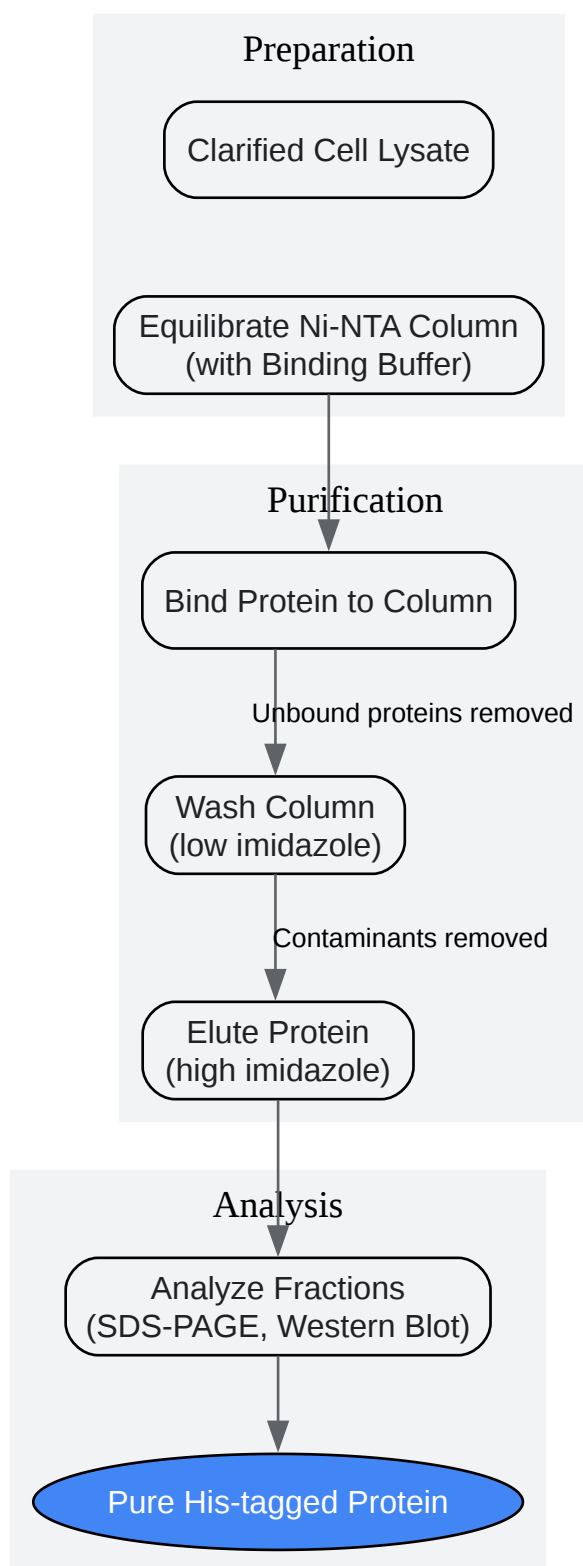 Preparation
Clarified Cell Lysate
Equilibrate Ni-NTA Column
(with Binding Buffer)
Purification
Bind Protein to Column
Unbound proteins removed
Wash Column
(low imidazole)
Contaminants removed
Elute Protein
(high imidazole)
Analysis
Analyze Fractions
(SDS-PAGE, Western Blot)
Pure His-tagged Protein